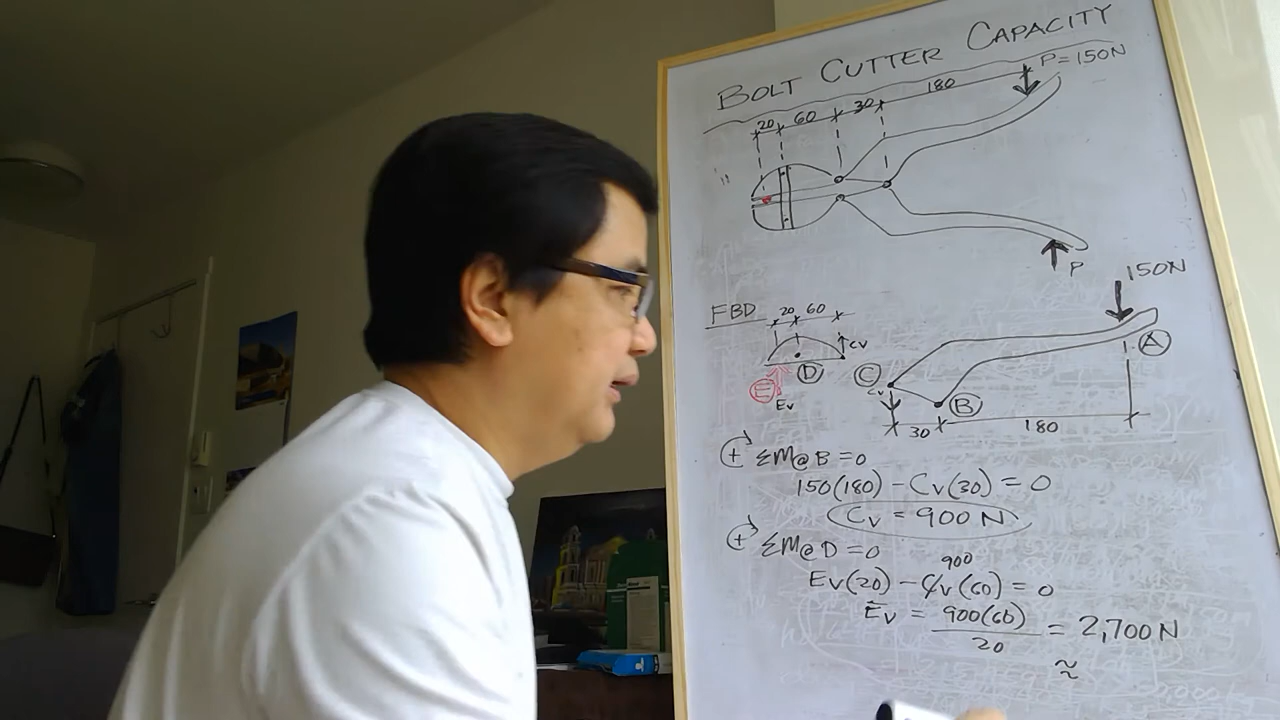 BOLT CUTTER CAPACITY
P=150N
20 60 30 180
P
150N
FBD
20 60
Cv
D
E
Ev
C
Cv
B
A
30 180
+ ΣM@B=0
150(180) - Cv(30) = 0
Cv = 900 N
+ ΣM@D=0
900
Ev(20) - Cv(60) = 0
Ev = 900(60) = 2,700 N
20
≈